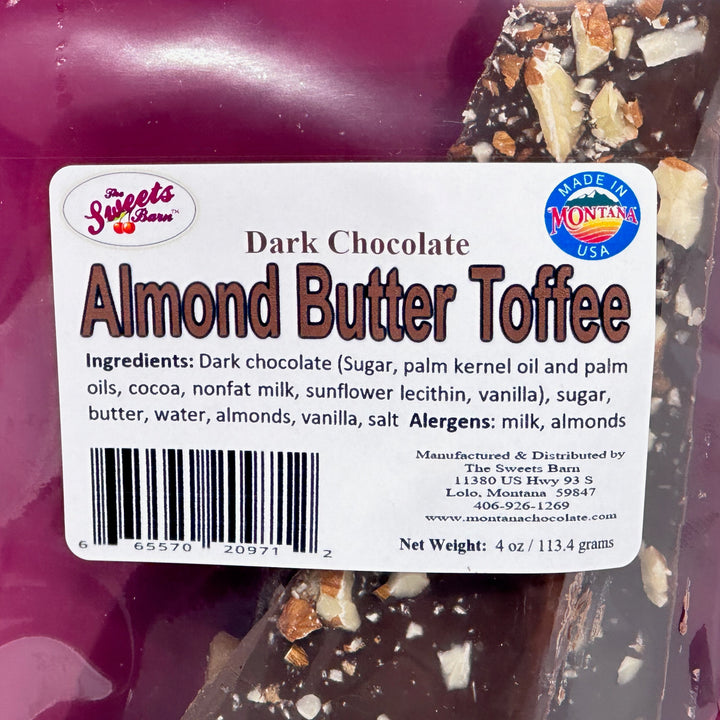 The
Sweets
Barn™
MADE IN
MONTANA
USA
Dark Chocolate
Almond Butter Toffee
Ingredients: Dark chocolate (Sugar, palm kernel oil and palm
oils, cocoa, nonfat milk, sunflower lecithin, vanilla), sugar,
butter, water, almonds, vanilla, salt Alergens: milk, almonds
Manufactured & Distributed by
The Sweets Barn
11380 US Hwy 93 S
Lolo, Montana 59847
406-926-1269
www.montanachocolate.com
6 65570 20971 2
Net Weight: 4 oz / 113.4 grams